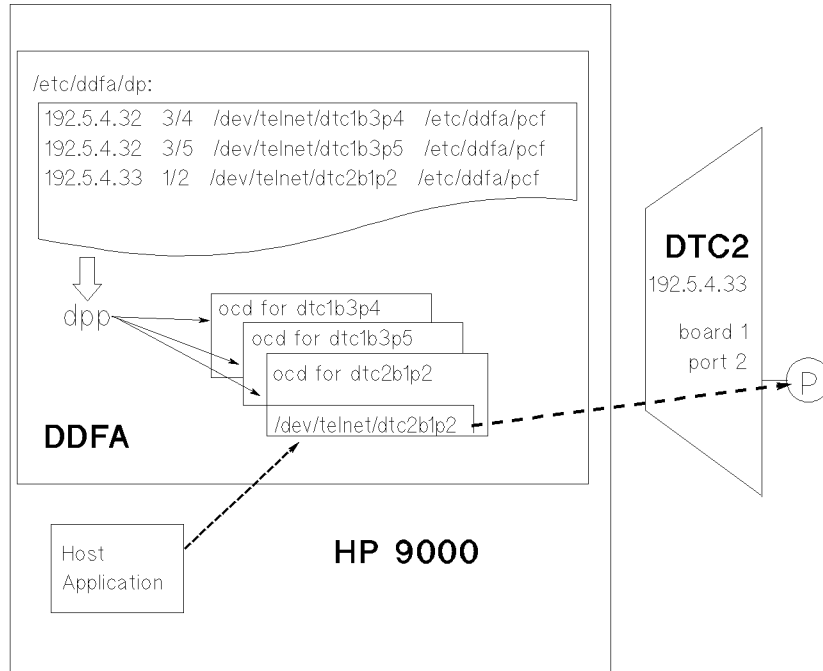 /etc/ddfa/dp:
192.5.4.32 3/4 /dev/telnet/dtc1b3p4 /etc/ddfa/pcf
192.5.4.32 3/5 /dev/telnet/dtc1b3p5 /etc/ddfa/pcf
192.5.4.33 1/2 /dev/telnet/dtc2b1p2 /etc/ddfa/pcf
dpp
ocd for dtc1b3p4
ocd for dtc1b3p5
ocd for dtc2b1p2
/dev/telnet/dtc2b1p2
DDFA
Host
Application
HP 9000
DTC2
192.5.4.33
board 1
port 2
P